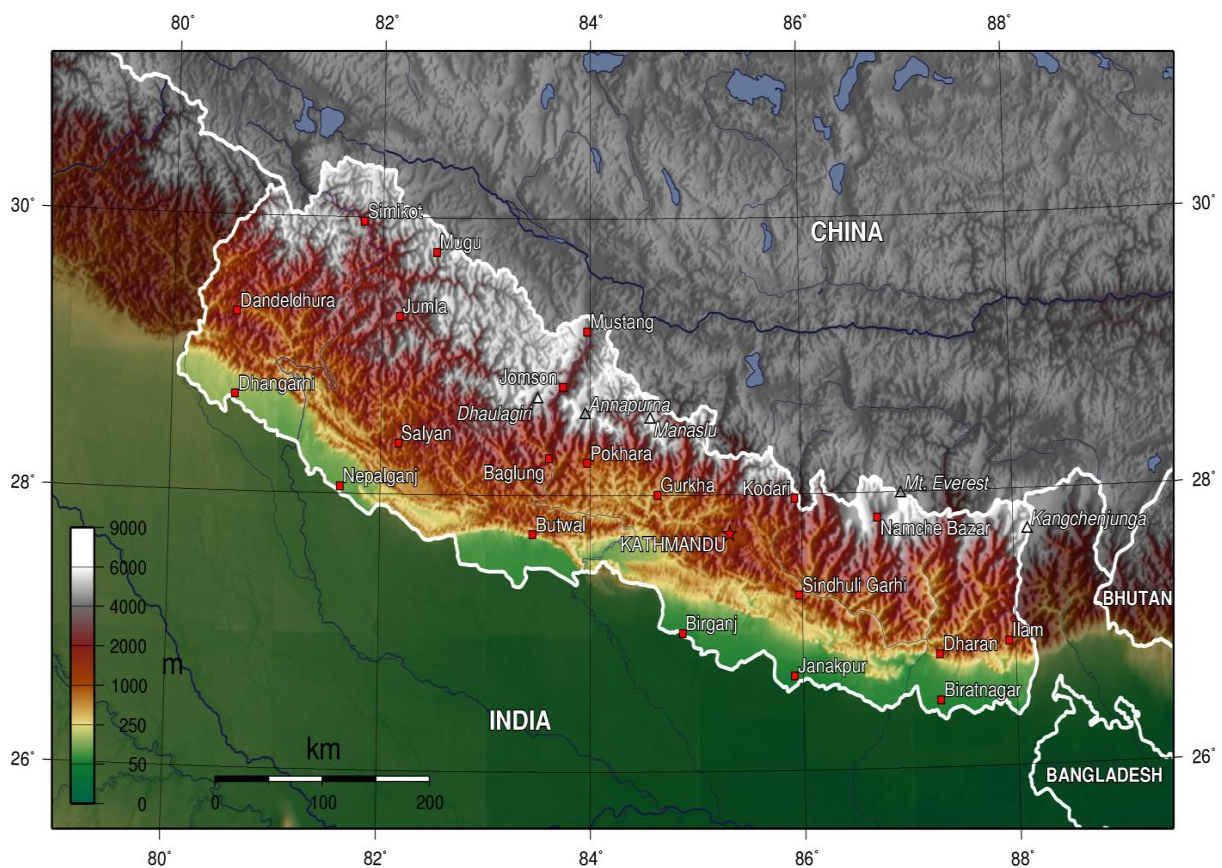 80° 82° 84° 86° 88°
30° 30°
CHINA
Simikot
Mugu
Dandeldhura
Jumla
Mustang
Dhangarhi
Jomson
Dhaulagiri
Annapurna
Manaslu
Salyan
Baglung
Pokhara
Nepalganj
Gurkha
Kodari
Mt. Everest
28° 28°
Butwal
KATHMANDU
Namche Bazar
Kangchenjunga
Sindhuli Garhi
BHUTAN
Birganj
Dharan
Ilam
Janakpur
Biratnagar
INDIA
BANGLADESH
26° 26°
9000
6000
4000
2000
m
1000
250
50
0
km
0 100 200
80° 82° 84° 86° 88°